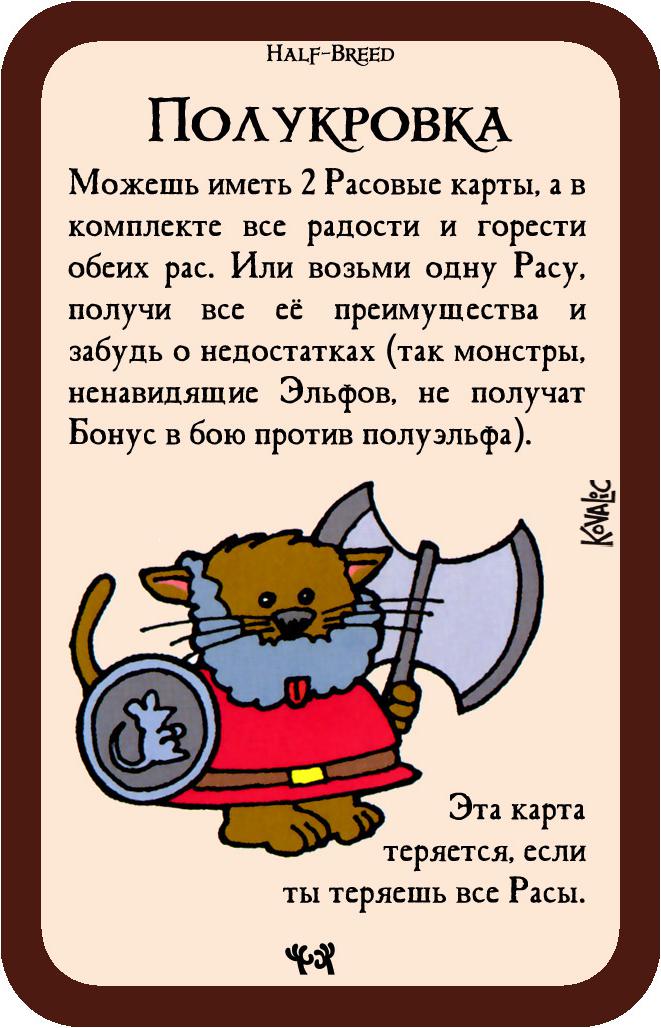 Half-Breed
Полукровка
Можешь иметь 2 Расовые карты, а в
комплекте все радости и горести
обеих рас. Или возьми одну Расу,
получи все её преимущества и
забудь о недостатках (так монстры,
ненавидящие Эльфов, не получат
Бонус в бою против полуэльфа).
Kovalic
Эта карта
теряется, если
ты теряешь все Расы.